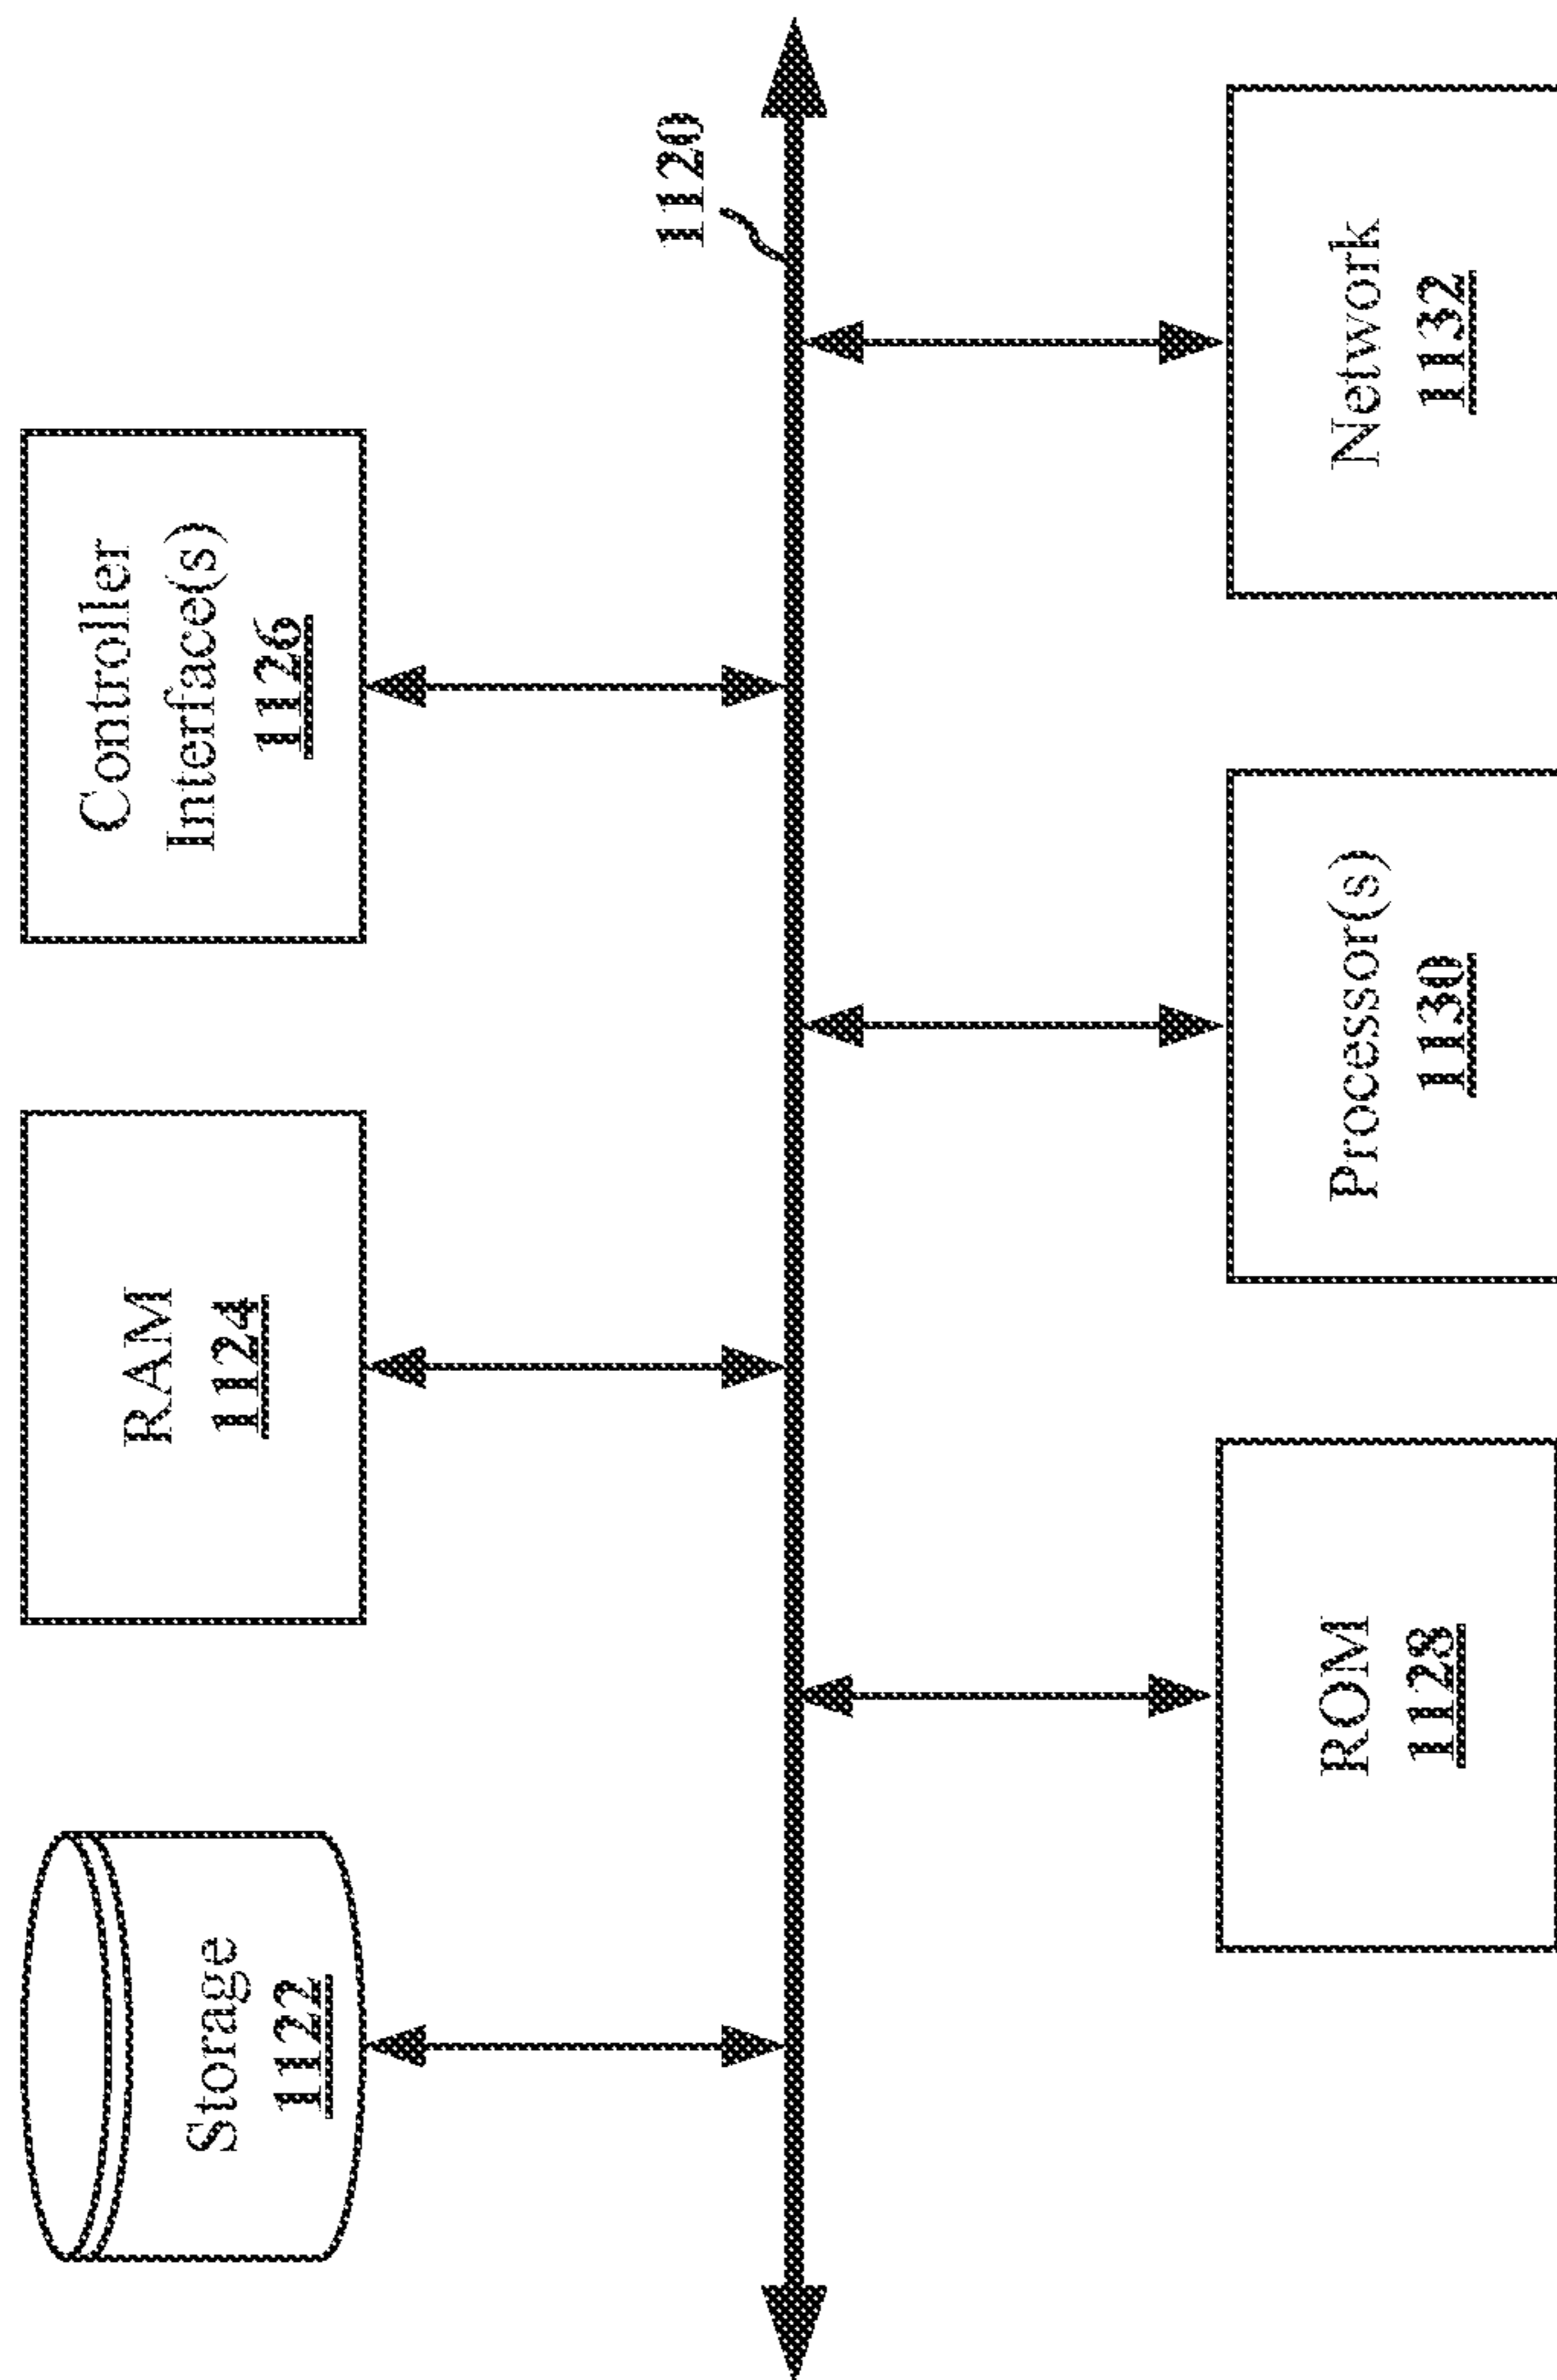 Storage
1122
RAM
1124
Controller
Interface(s)
1126
1120
ROM
1128
Processor(s)
1130
Network
1132